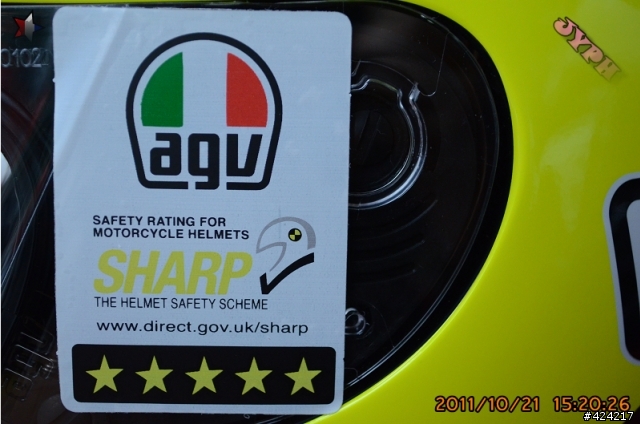 JYPH
agv
SAFETY RATING FOR
MOTORCYCLE HELMETS
SHARP
THE HELMET SAFETY SCHEME
www.direct.gov.uk/sharp
2011/10/21 15:20:26
#424217